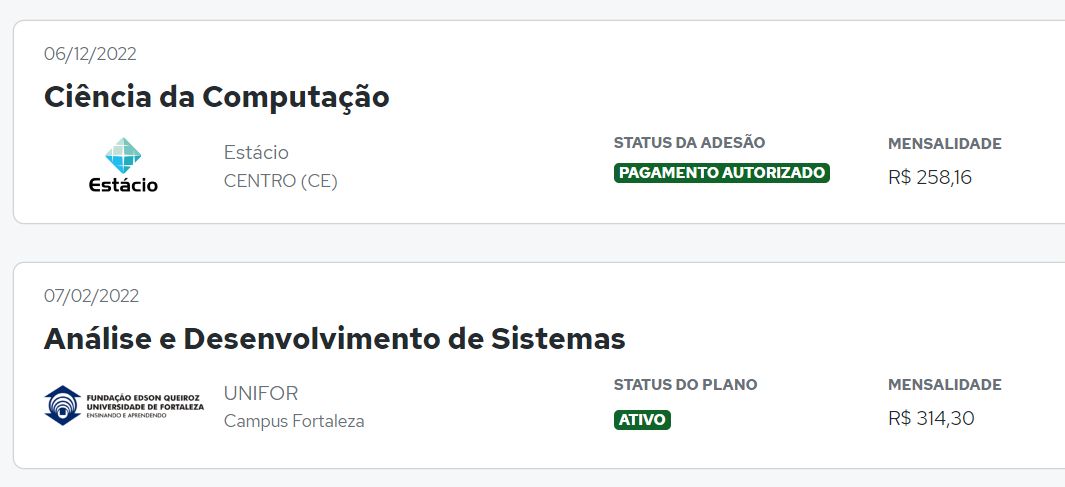 06/12/2022
Ciência da Computação
Estácio
Estácio
CENTRO (CE)
STATUS DA ADESÃO
PAGAMENTO AUTORIZADO
MENSALIDADE
R$ 258,16
07/02/2022
Análise e Desenvolvimento de Sistemas
FUNDAÇÃO EDSON QUEIROZ
UNIVERSIDADE DE FORTALEZA
ENSINANDO E APRENDENDO
UNIFOR
Campus Fortaleza
STATUS DO PLANO
ATIVO
MENSALIDADE
R$ 314,30